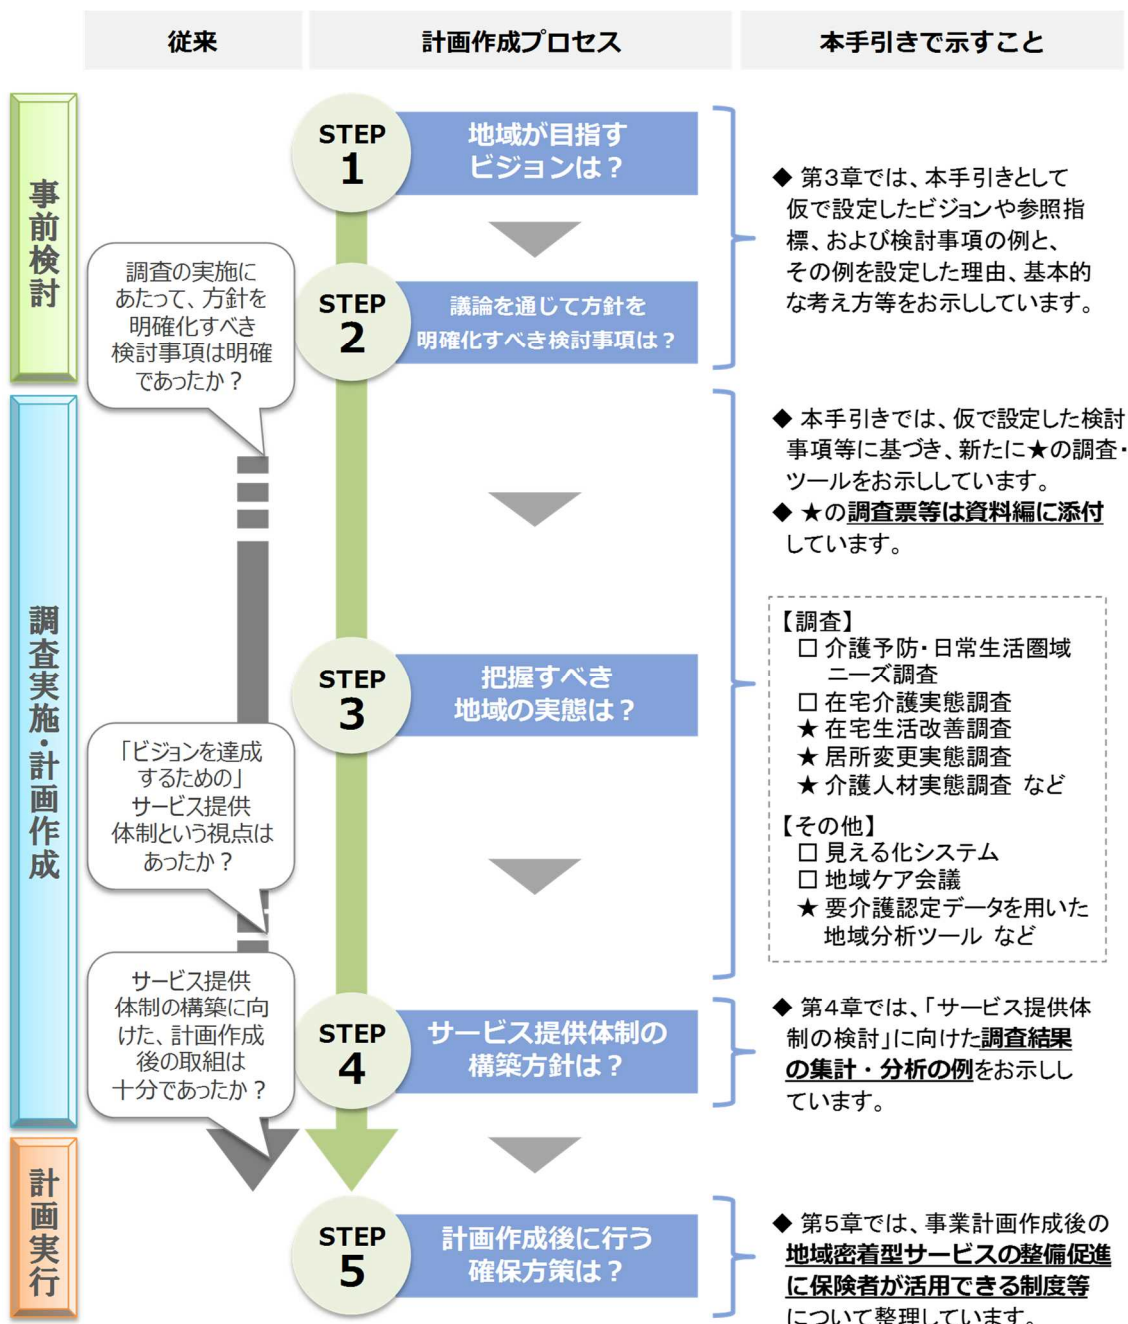 従来
計画作成プロセス
本手引きで示すこと
事前検討
STEP
1
地域が目指す
ビジョンは？
STEP
2
議論を通じて方針を
明確化すべき検討事項は？
調査の実施に
あたって、方針を
明確化すべき
検討事項は明確
であったか？
◆ 第３章では、本手引きとして
仮で設定したビジョンや参照指
標、および検討事項の例と、
その例を設定した理由、基本的
な考え方等をお示ししています。
調査実施・計画作成
◆ 本手引きでは、仮で設定した検討
事項等に基づき、新たに★の調査・
ツールをお示ししています。
◆ ★の調査票等は資料編に添付
しています。
STEP
3
把握すべき
地域の実態は？
「ビジョンを達成
するための」
サービス提供
体制という視点は
あったか？
【調査】
□ 介護予防・日常生活圏域
ニーズ調査
□ 在宅介護実態調査
★ 在宅生活改善調査
★ 居所変更実態調査
★ 介護人材実態調査 など
【その他】
□ 見える化システム
□ 地域ケア会議
★ 要介護認定データを用いた
地域分析ツール など
サービス提供
体制の構築に向
けた、計画作成
後の取組は
十分であったか？
STEP
4
サービス提供体制の
構築方針は？
◆ 第４章では、「サービス提供体
制の検討」に向けた調査結果
の集計・分析の例をお示しし
ています。
計画実行
STEP
5
計画作成後に行う
確保方策は？
◆ 第５章では、事業計画作成後の
地域密着型サービスの整備促進
に保険者が活用できる制度等
について整理しています。